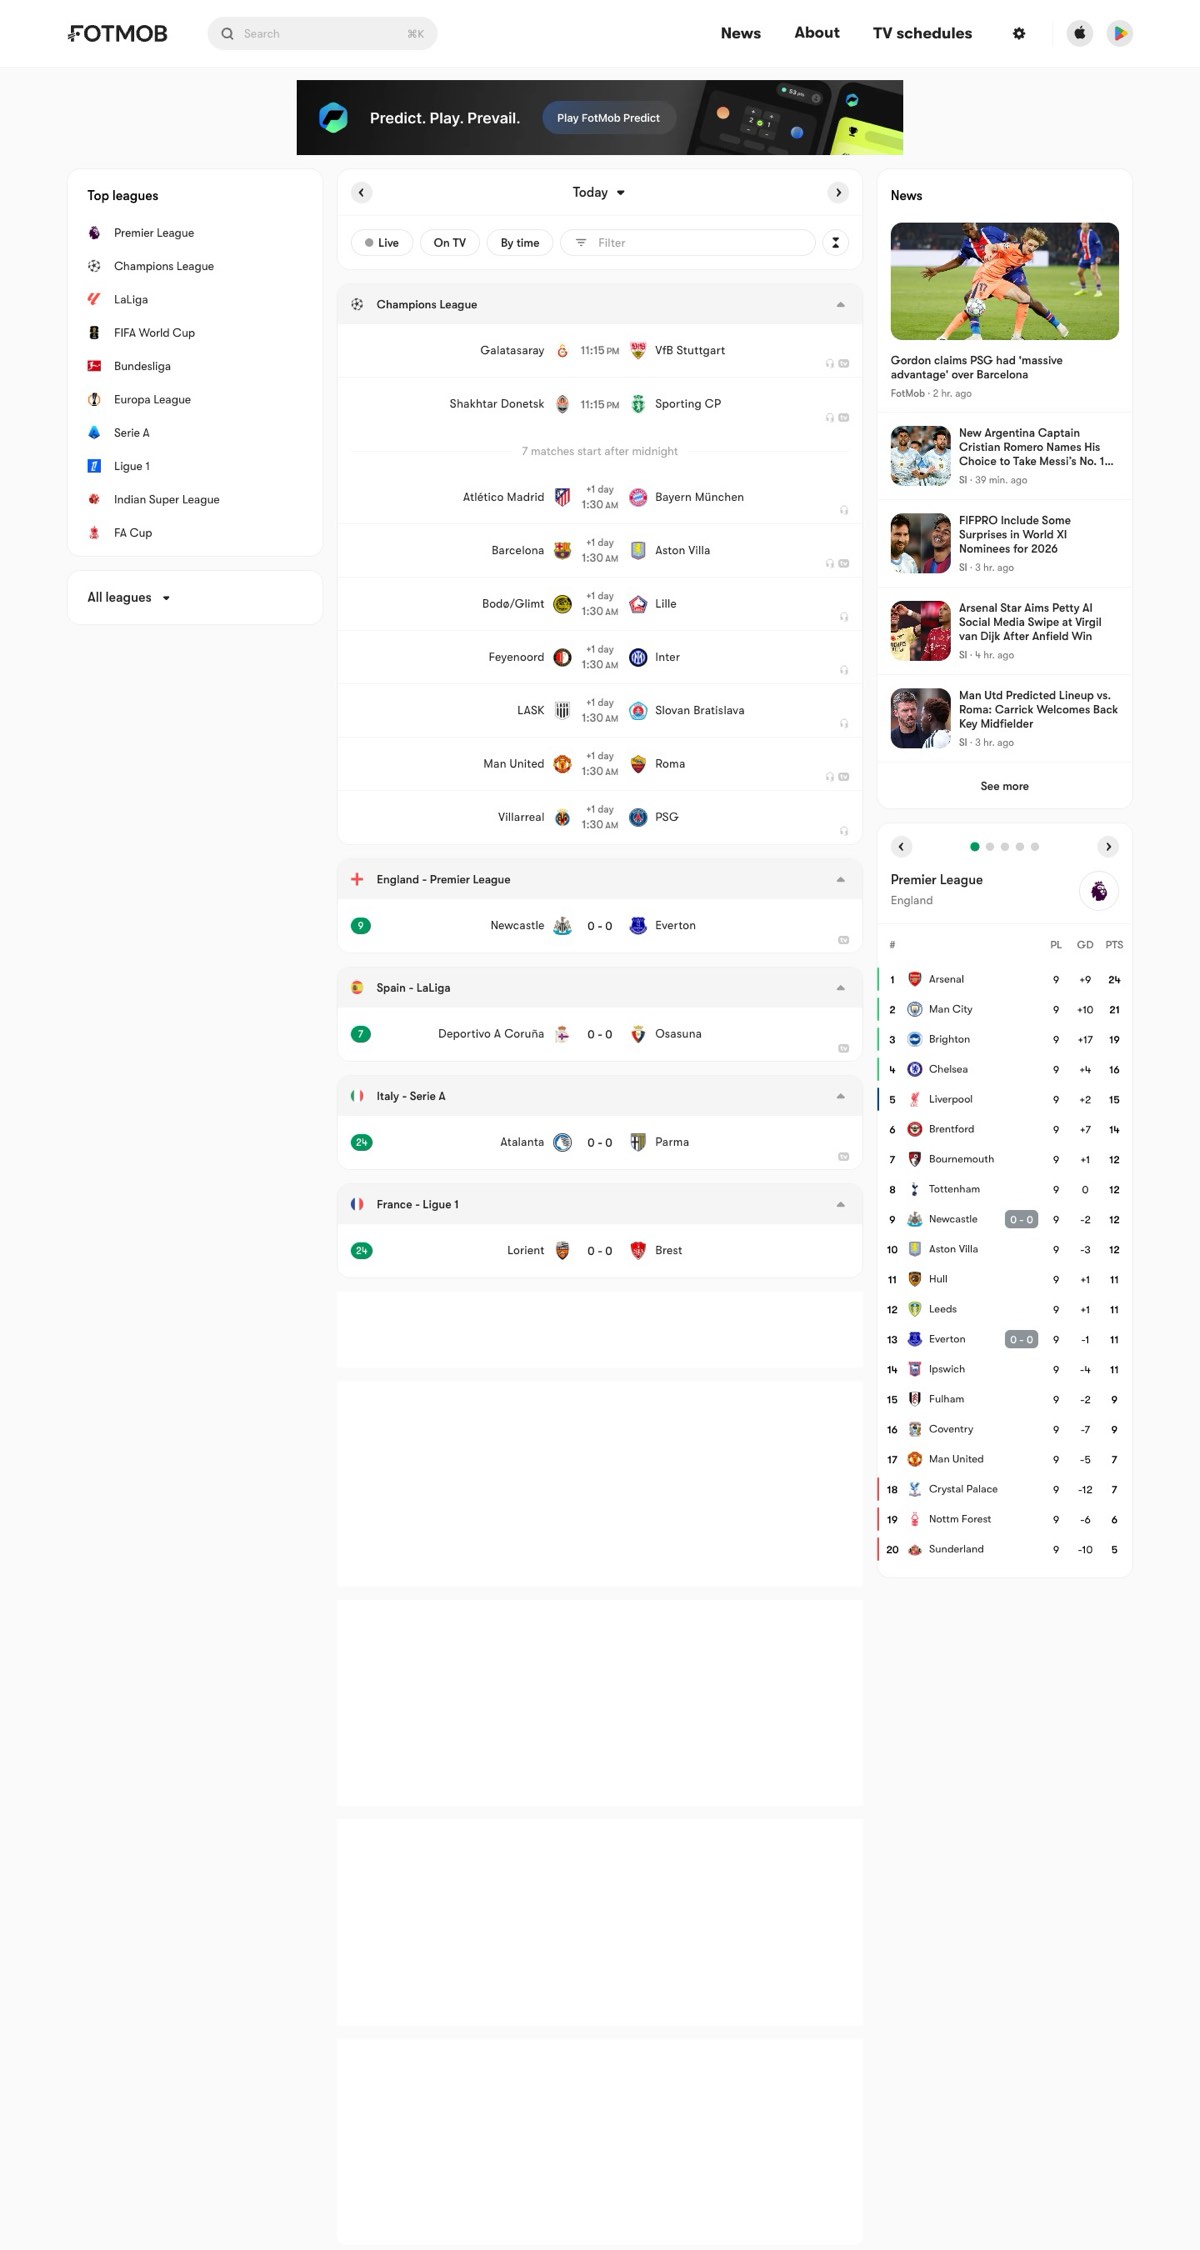 FOTMOB
Search
⌘K
News
About
TV schedules
Predict. Play. Prevail.
Play FotMob Predict
Top leagues
Premier League
Champions League
LaLiga
FIFA World Cup
Bundesliga
Europa League
Serie A
Ligue 1
Indian Super League
FA Cup
All leagues
Today
Live
On TV
By time
Filter
Champions League
Galatasaray 11:15 PM VfB Stuttgart
Shakhtar Donetsk 11:15 PM Sporting CP
7 matches start after midnight
Atlético Madrid +1 day 1:30 AM Bayern München
Barcelona +1 day 1:30 AM Aston Villa
Bodø/Glimt +1 day 1:30 AM Lille
Feyenoord +1 day 1:30 AM Inter
LASK +1 day 1:30 AM Slovan Bratislava
Man United +1 day 1:30 AM Roma
Villarreal +1 day 1:30 AM PSG
England - Premier League
9 Newcastle 0 - 0 Everton
Spain - LaLiga
7 Deportivo A Coruña 0 - 0 Osasuna
Italy - Serie A
24 Atalanta 0 - 0 Parma
France - Ligue 1
24 Lorient 0 - 0 Brest
News
Gordon claims PSG had 'massive
advantage' over Barcelona
FotMob · 2 hr. ago
New Argentina Captain
Cristian Romero Names His
Choice to Take Messi's No. 1...
SI · 39 min. ago
FIFPRO Include Some
Surprises in World XI
Nominees for 2026
SI · 3 hr. ago
Arsenal Star Aims Petty AI
Social Media Swipe at Virgil
van Dijk After Anfield Win
SI · 4 hr. ago
Man Utd Predicted Lineup vs.
Roma: Carrick Welcomes Back
Key Midfielder
SI · 3 hr. ago
See more
Premier League
England
# PL GD PTS
1 Arsenal 9 +9 24
2 Man City 9 +10 21
3 Brighton 9 +17 19
4 Chelsea 9 +4 16
5 Liverpool 9 +2 15
6 Brentford 9 +7 14
7 Bournemouth 9 +1 12
8 Tottenham 9 0 12
9 Newcastle 0 - 0 9 -2 12
10 Aston Villa 9 -3 12
11 Hull 9 +1 11
12 Leeds 9 +1 11
13 Everton 0 - 0 9 -1 11
14 Ipswich 9 -4 11
15 Fulham 9 -2 9
16 Coventry 9 -7 9
17 Man United 9 -5 7
18 Crystal Palace 9 -12 7
19 Nottm Forest 9 -6 6
20 Sunderland 9 -10 5